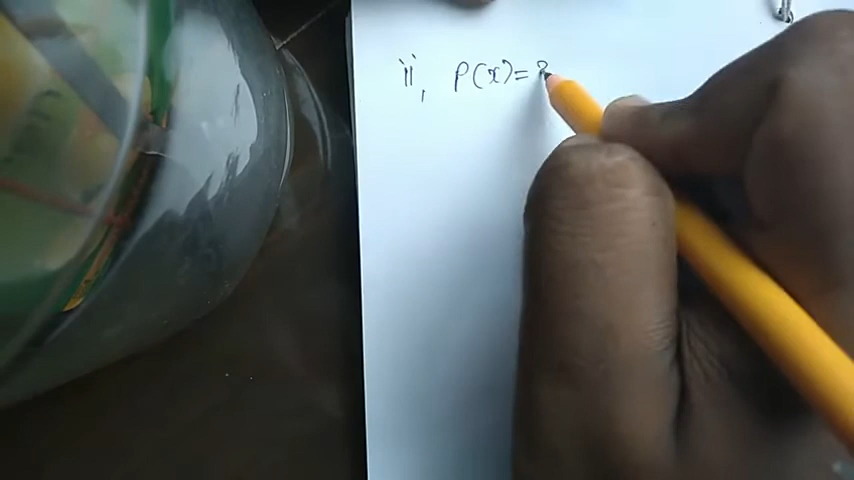 ii, P(x)=